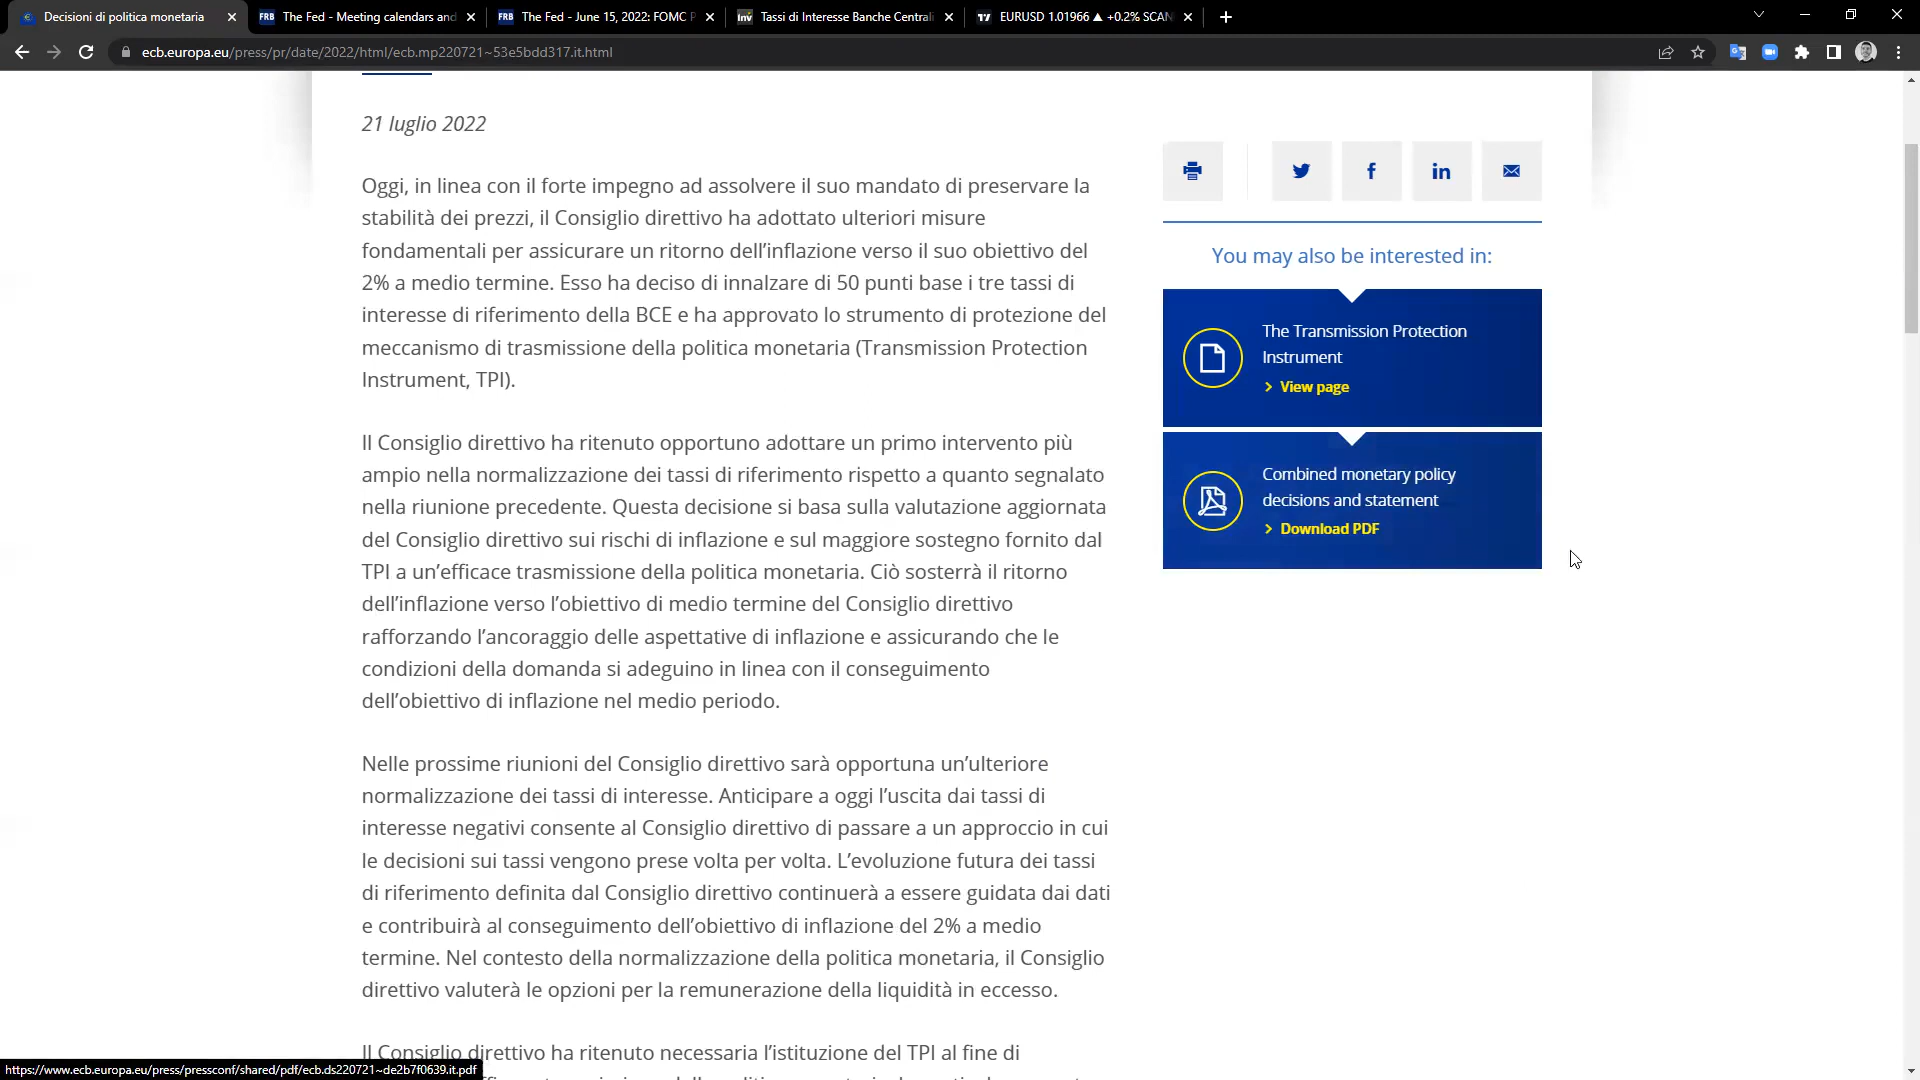 Decisioni di politica monetaria
The Fed - Meeting calendars and
The Fed - June 15, 2022: FOMC P
Tassi di Interesse Banche Centrali
EURUSD 1.01966 ▲ +0.2% SCAN
ecb.europa.eu/press/pr/date/2022/html/ecb.mp220721~53e5bdd317.it.html
21 luglio 2022
Oggi, in linea con il forte impegno ad assolvere il suo mandato di preservare la
stabilità dei prezzi, il Consiglio direttivo ha adottato ulteriori misure
fondamentali per assicurare un ritorno dell’inflazione verso il suo obiettivo del
2% a medio termine. Esso ha deciso di innalzare di 50 punti base i tre tassi di
interesse di riferimento della BCE e ha approvato lo strumento di protezione del
meccanismo di trasmissione della politica monetaria (Transmission Protection
Instrument, TPI).
Il Consiglio direttivo ha ritenuto opportuno adottare un primo intervento più
ampio nella normalizzazione dei tassi di riferimento rispetto a quanto segnalato
nella riunione precedente. Questa decisione si basa sulla valutazione aggiornata
del Consiglio direttivo sui rischi di inflazione e sul maggiore sostegno fornito dal
TPI a un’efficace trasmissione della politica monetaria. Ciò sosterrà il ritorno
dell’inflazione verso l’obiettivo di medio termine del Consiglio direttivo
rafforzando l’ancoraggio delle aspettative di inflazione e assicurando che le
condizioni della domanda si adeguino in linea con il conseguimento
dell’obiettivo di inflazione nel medio periodo.
Nelle prossime riunioni del Consiglio direttivo sarà opportuna un’ulteriore
normalizzazione dei tassi di interesse. Anticipare a oggi l’uscita dai tassi di
interesse negativi consente al Consiglio direttivo di passare a un approccio in cui
le decisioni sui tassi vengono prese volta per volta. L’evoluzione futura dei tassi
di riferimento definita dal Consiglio direttivo continuerà a essere guidata dai dati
e contribuirà al conseguimento dell’obiettivo di inflazione del 2% a medio
termine. Nel contesto della normalizzazione della politica monetaria, il Consiglio
direttivo valuterà le opzioni per la remunerazione della liquidità in eccesso.
Il Consiglio direttivo ha ritenuto necessaria l’istituzione del TPI al fine di
You may also be interested in:
The Transmission Protection
Instrument
> View page
Combined monetary policy
decisions and statement
> Download PDF
https://www.ecb.europa.eu/press/pressconf/shared/pdf/ecb.ds220721~de2b7f0639.it.pdf